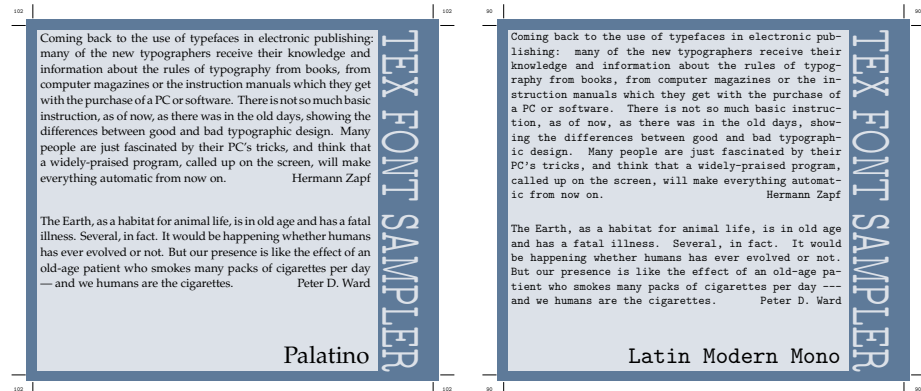 102
102
Coming back to the use of typefaces in electronic publishing:
many of the new typographers receive their knowledge and
information about the rules of typography from books, from
computer magazines or the instruction manuals which they get
with the purchase of a PC or software. There is not so much basic
instruction, as of now, as there was in the old days, showing the
differences between good and bad typographic design. Many
people are just fascinated by their PC's tricks, and think that
a widely-praised program, called up on the screen, will make
everything automatic from now on. Hermann Zapf
The Earth, as a habitat for animal life, is in old age and has a fatal
illness. Several, in fact. It would be happening whether humans
has ever evolved or not. But our presence is like the effect of an
old-age patient who smokes many packs of cigarettes per day
— and we humans are the cigarettes. Peter D. Ward
Palatino
TEX FONT SAMPLER
102
102
90
90
Coming back to the use of typefaces in electronic pub-
lishing: many of the new typographers receive their
knowledge and information about the rules of typog-
raphy from books, from computer magazines or the in-
struction manuals which they get with the purchase of
a PC or software. There is not so much basic instruc-
tion, as of now, as there was in the old days, show-
ing the differences between good and bad typograph-
ic design. Many people are just fascinated by their
PC's tricks, and think that a widely-praised program,
called up on the screen, will make everything automat-
ic from now on. Hermann Zapf
The Earth, as a habitat for animal life, is in old age
and has a fatal illness. Several, in fact. It would
be happening whether humans has ever evolved or not.
But our presence is like the effect of an old-age pa-
tient who smokes many packs of cigarettes per day ---
and we humans are the cigarettes. Peter D. Ward
Latin Modern Mono
TEX FONT SAMPLER
90
90